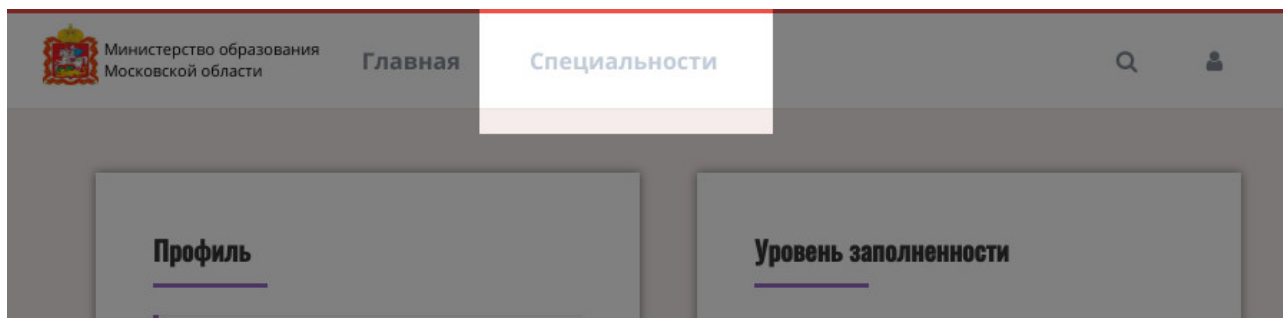 Министерство образования
Московской области
Главная
Специальности
Профиль
Уровень заполненности